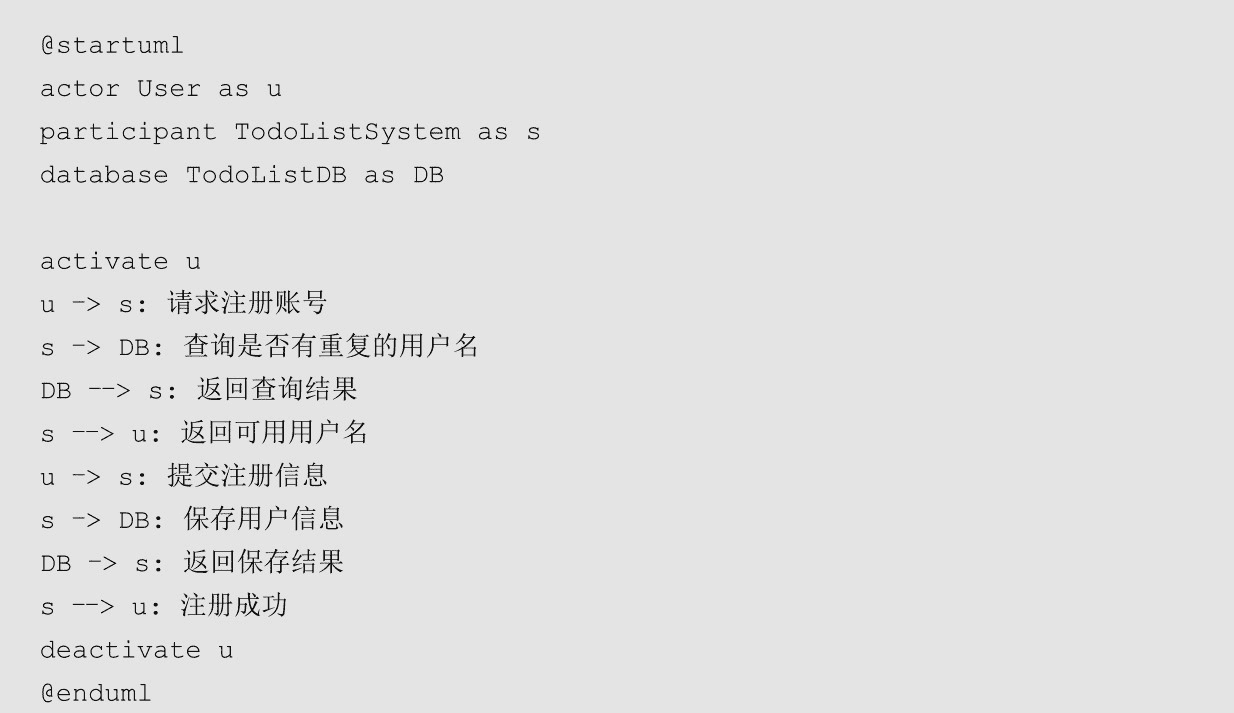 @startuml
actor User as u
participant TodoListSystem as s
database TodoListDB as DB
activate u
u -> s: 请求注册账号
s -> DB: 查询是否有重复的用户名
DB --> s: 返回查询结果
s --> u: 返回可用用户名
u -> s: 提交注册信息
s -> DB: 保存用户信息
DB -> s: 返回保存结果
s --> u: 注册成功
deactivate u
@enduml